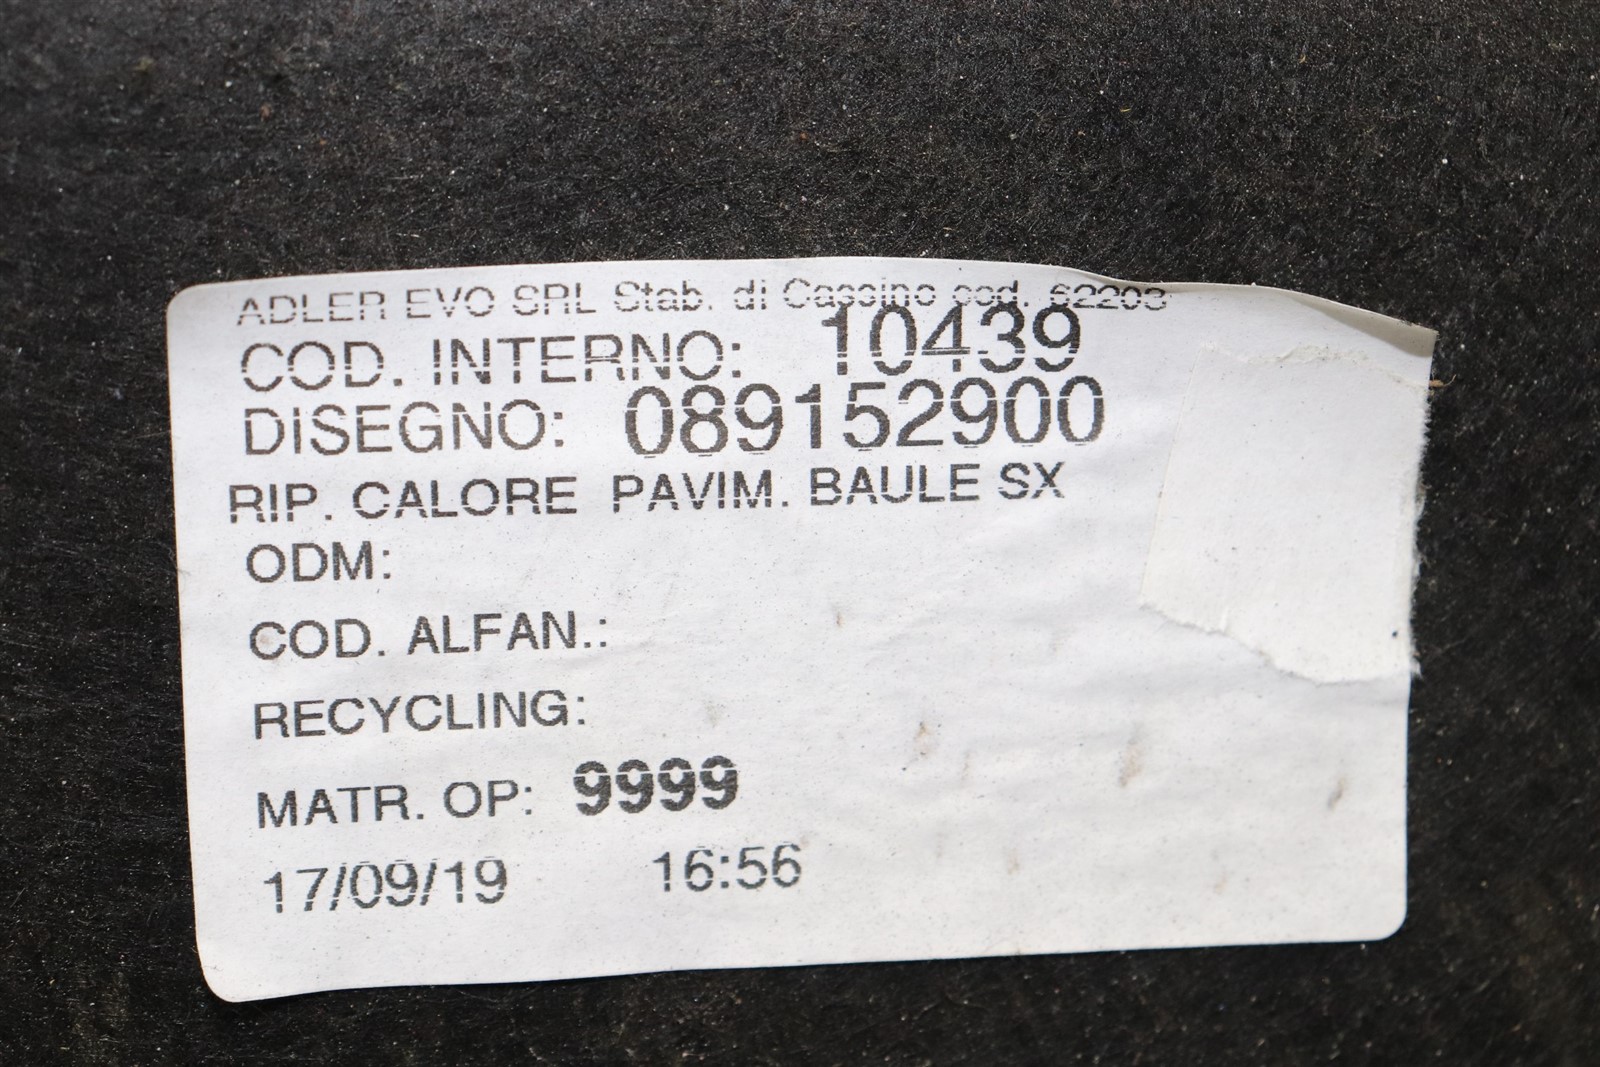 ADLER EVO SRL Stab. di Cassino cod. 62203
COD. INTERNO: 10439
DISEGNO: 089152900
RIP. CALORE PAVIM. BAULE SX
ODM:
COD. ALFAN.:
RECYCLING:
MATR. OP: 9999
17/09/19 16:56